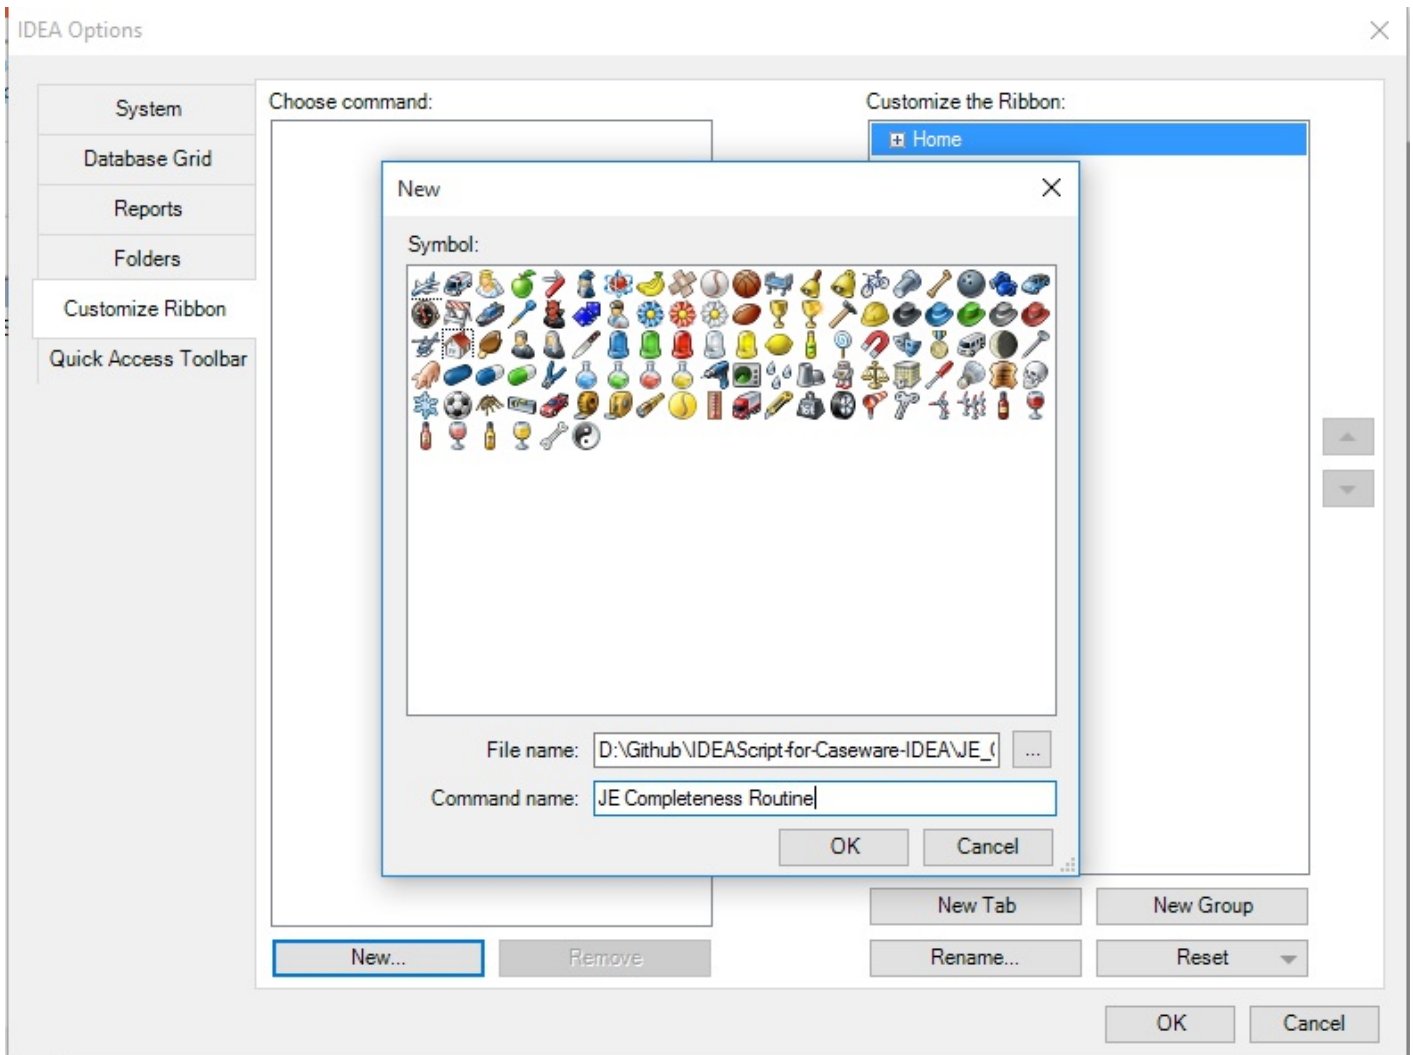 IDEA Options
System
Database Grid
Reports
Folders
Customize Ribbon
Quick Access Toolbar
Choose command:
Customize the Ribbon:
Home
New
Symbol:
File name: D:\Github\IDEAScript-for-Caseware-IDEA\JE_ ...
Command name: JE Completeness Routine
OK Cancel
New Tab New Group
New... Remove Rename... Reset
OK Cancel